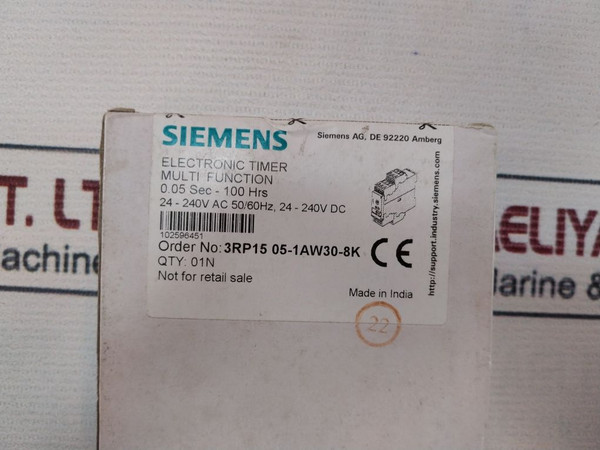 SIEMENS
Siemens AG, DE 92220 Amberg
ELECTRONIC TIMER
MULTI FUNCTION
0.05 Sec - 100 Hrs
24 - 240V AC 50/60Hz, 24 - 240V DC
102596451
Order No: 3RP15 05-1AW30-8K
QTY: 01N
Not for retail sale
CE
Made in India
http://support.industry.siemens.com
22
T. LT
Machiner
ELIYA
arine &